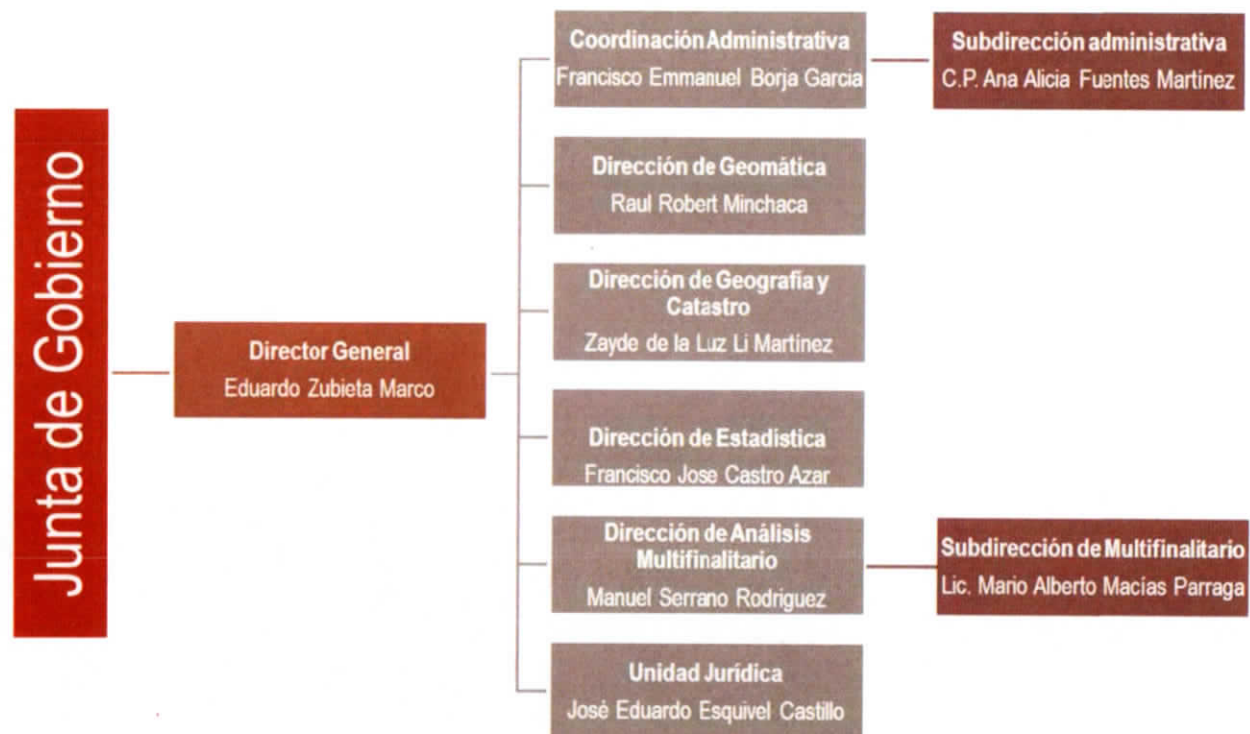 Junta de Gobierno
Director General
Eduardo Zubieta Marco
Coordinación Administrativa
Francisco Emmanuel Borja Garcia
Subdirección administrativa
C.P. Ana Alicia Fuentes Martínez
Dirección de Geomática
Raul Robert Minchaca
Dirección de Geografía y
Catastro
Zayde de la Luz Li Martínez
Dirección de Estadística
Francisco Jose Castro Azar
Dirección de Análisis
Multifinalitario
Manuel Serrano Rodriguez
Subdirección de Multifinalitario
Lic. Mario Alberto Macías Parraga
Unidad Jurídica
José Eduardo Esquivel Castillo